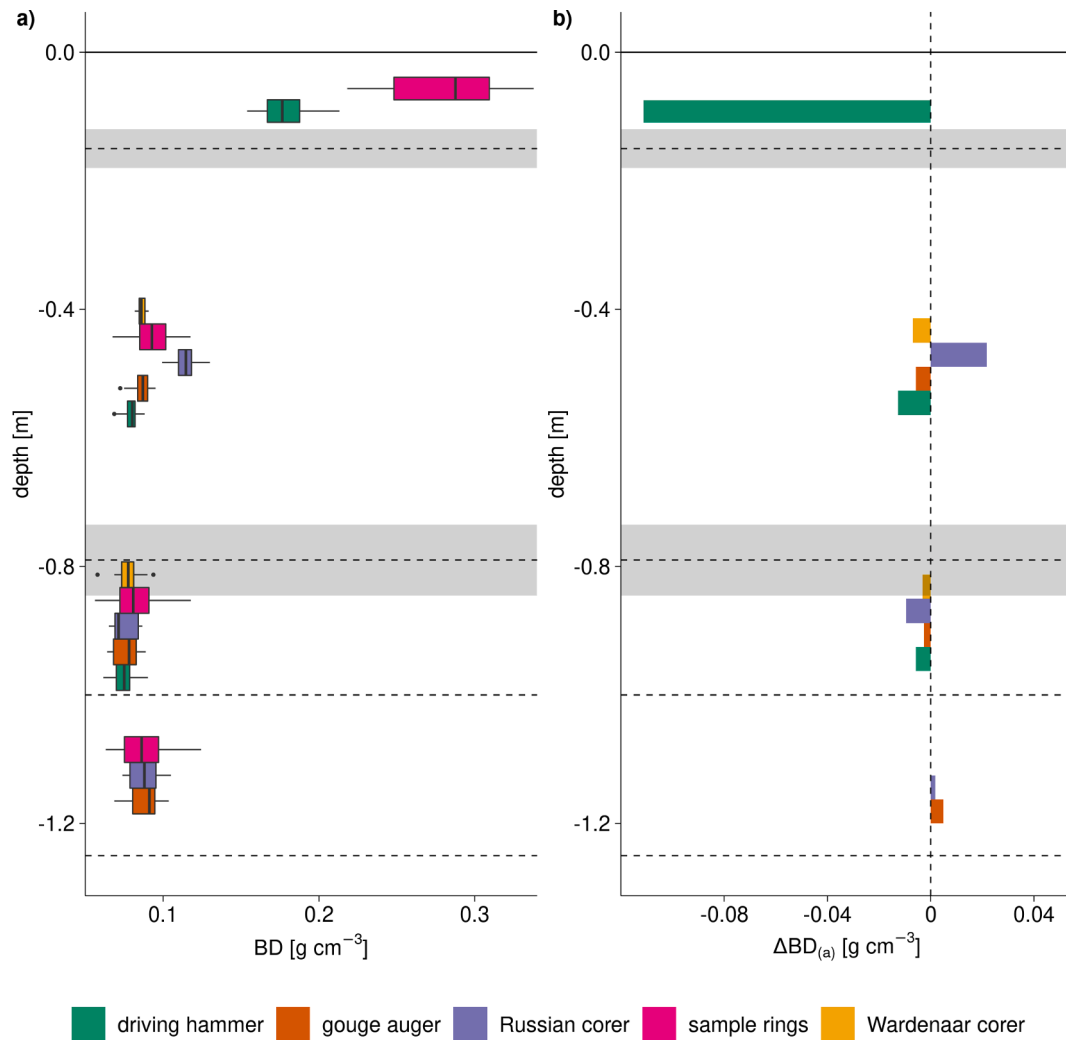 a)
b)
0.0
-0.4
-0.8
-1.2
depth [m]
0.1 0.2 0.3
BD [g cm⁻³]
0.0
-0.4
-0.8
-1.2
depth [m]
-0.08 -0.04 0 0.04
ΔBD₍ₐ₎ [g cm⁻³]
driving hammer gouge auger Russian corer sample rings Wardenaar corer